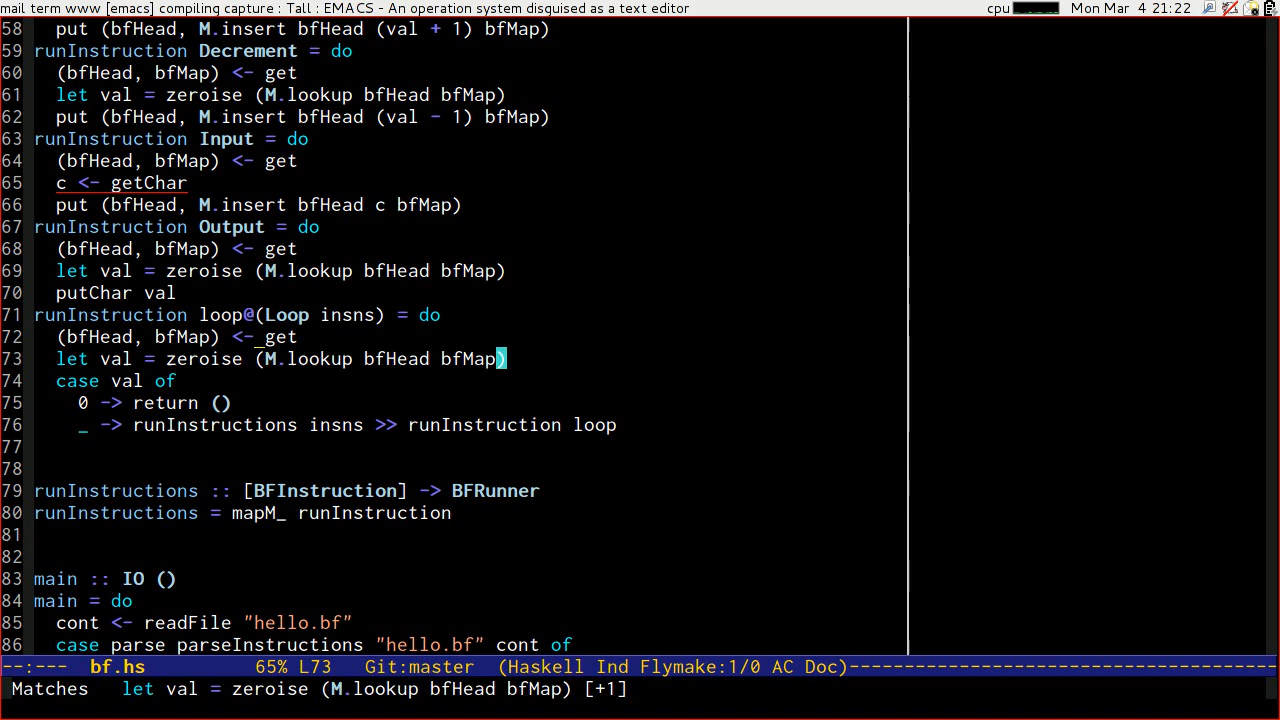 mail term www [emacs] compiling capture : Tall : EMACS - An operation system disguised as a text editor cpu Mon Mar 4 21:22
58   put (bfHead, M.insert bfHead (val + 1) bfMap)
59 runInstruction Decrement = do
60   (bfHead, bfMap) <- get
61   let val = zeroise (M.lookup bfHead bfMap)
62   put (bfHead, M.insert bfHead (val - 1) bfMap)
63 runInstruction Input = do
64   (bfHead, bfMap) <- get
65   c <- getChar
66   put (bfHead, M.insert bfHead c bfMap)
67 runInstruction Output = do
68   (bfHead, bfMap) <- get
69   let val = zeroise (M.lookup bfHead bfMap)
70   putChar val
71 runInstruction loop@(Loop insns) = do
72   (bfHead, bfMap) <-_get
73   let val = zeroise (M.lookup bfHead bfMap)
74   case val of
75     0 -> return ()
76     _ -> runInstructions insns >> runInstruction loop
77
78
79 runInstructions :: [BFInstruction] -> BFRunner
80 runInstructions = mapM_ runInstruction
81
82
83 main :: IO ()
84 main = do
85   cont <- readFile "hello.bf"
86   case parse parseInstructions "hello.bf" cont of
--:---  bf.hs          65% L73   Git:master  (Haskell Ind Flymake:1/0 AC Doc)---------------------------------------
Matches   let val = zeroise (M.lookup bfHead bfMap) [+1]